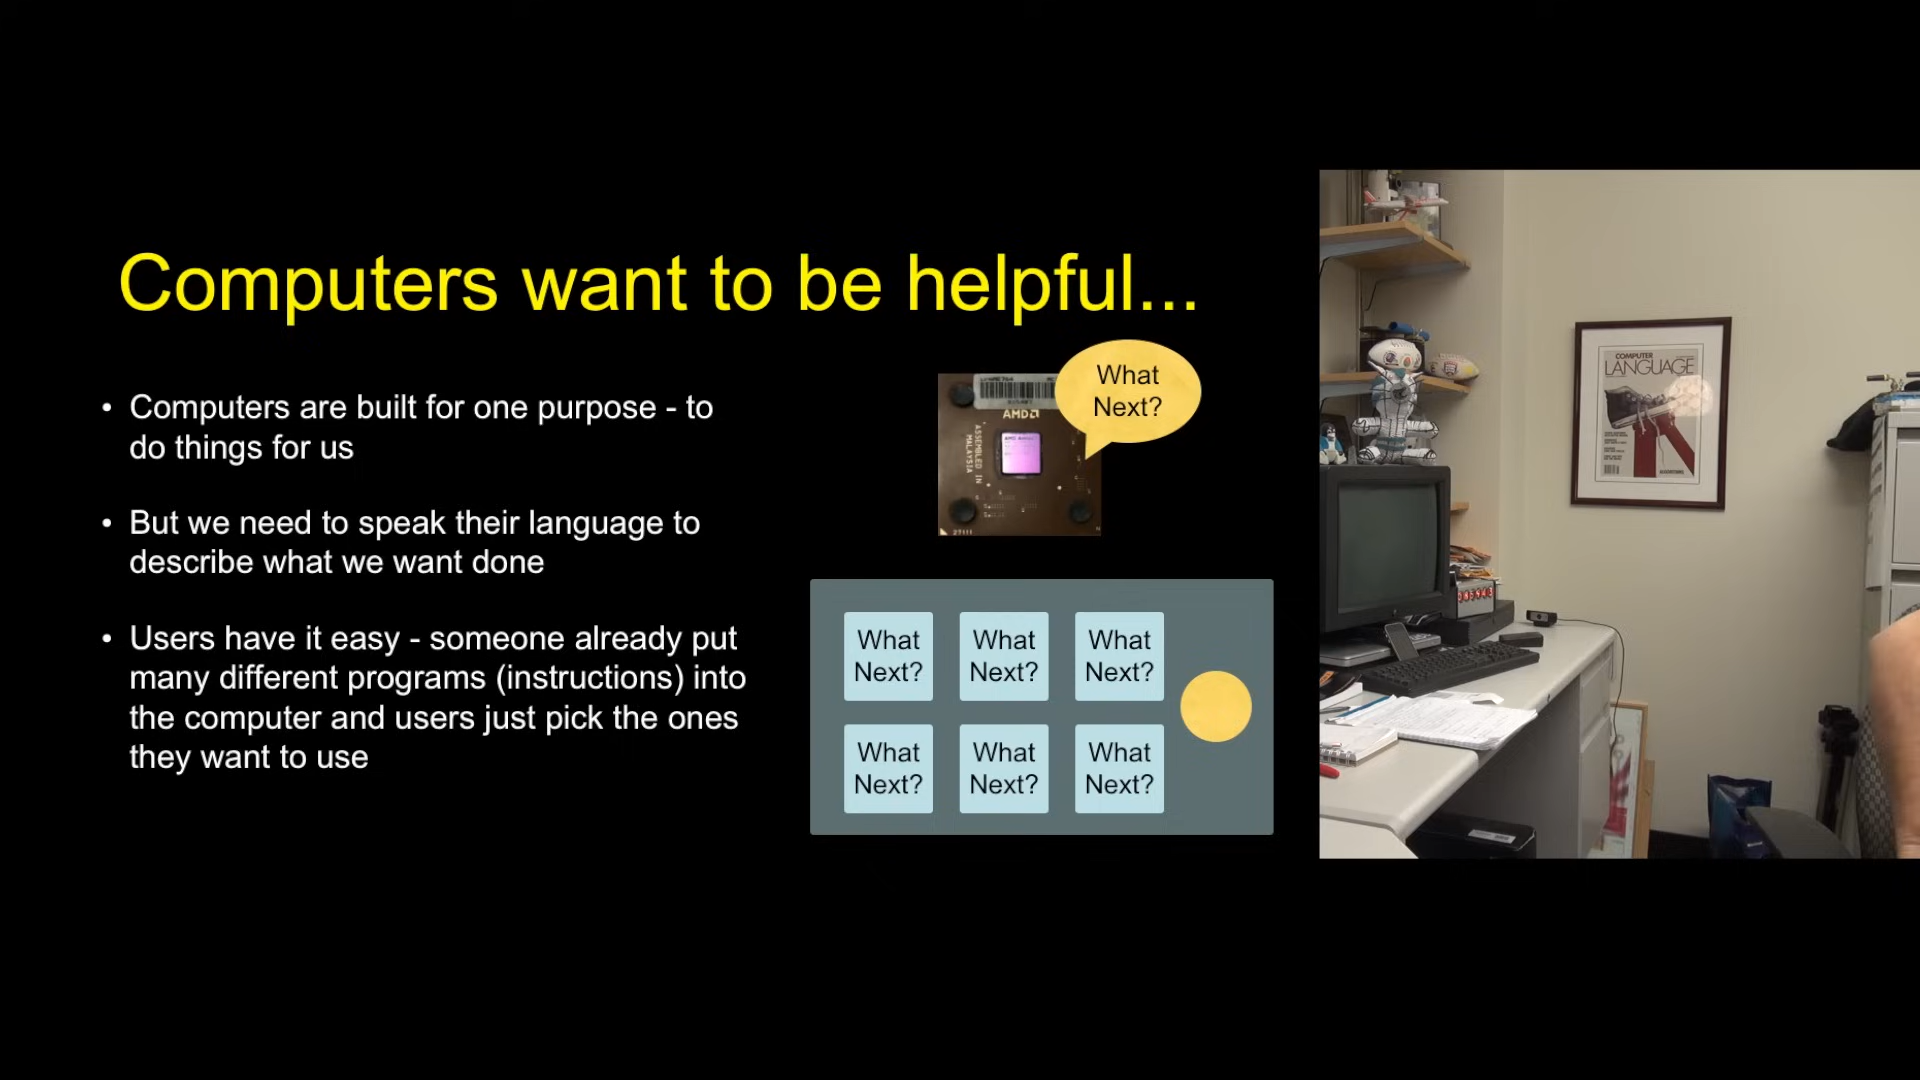 Computers want to be helpful...
• Computers are built for one purpose - to
do things for us
• But we need to speak their language to
describe what we want done
• Users have it easy - someone already put
many different programs (instructions) into
the computer and users just pick the ones
they want to use
What
Next?
AMD
ASSEMBLED IN
MALAYSIA
What
Next?
What
Next?
What
Next?
What
Next?
What
Next?
What
Next?
COMPUTER
LANGUAGE